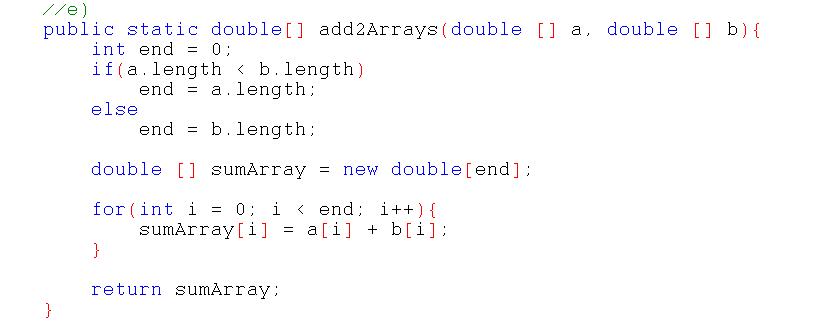 //e)
public static double[] add2Arrays(double [] a, double [] b){
    int end = 0;
    if(a.length < b.length)
        end = a.length;
    else
        end = b.length;

    double [] sumArray = new double[end];

    for(int i = 0; i < end; i++){
        sumArray[i] = a[i] + b[i];
    }

    return sumArray;
}